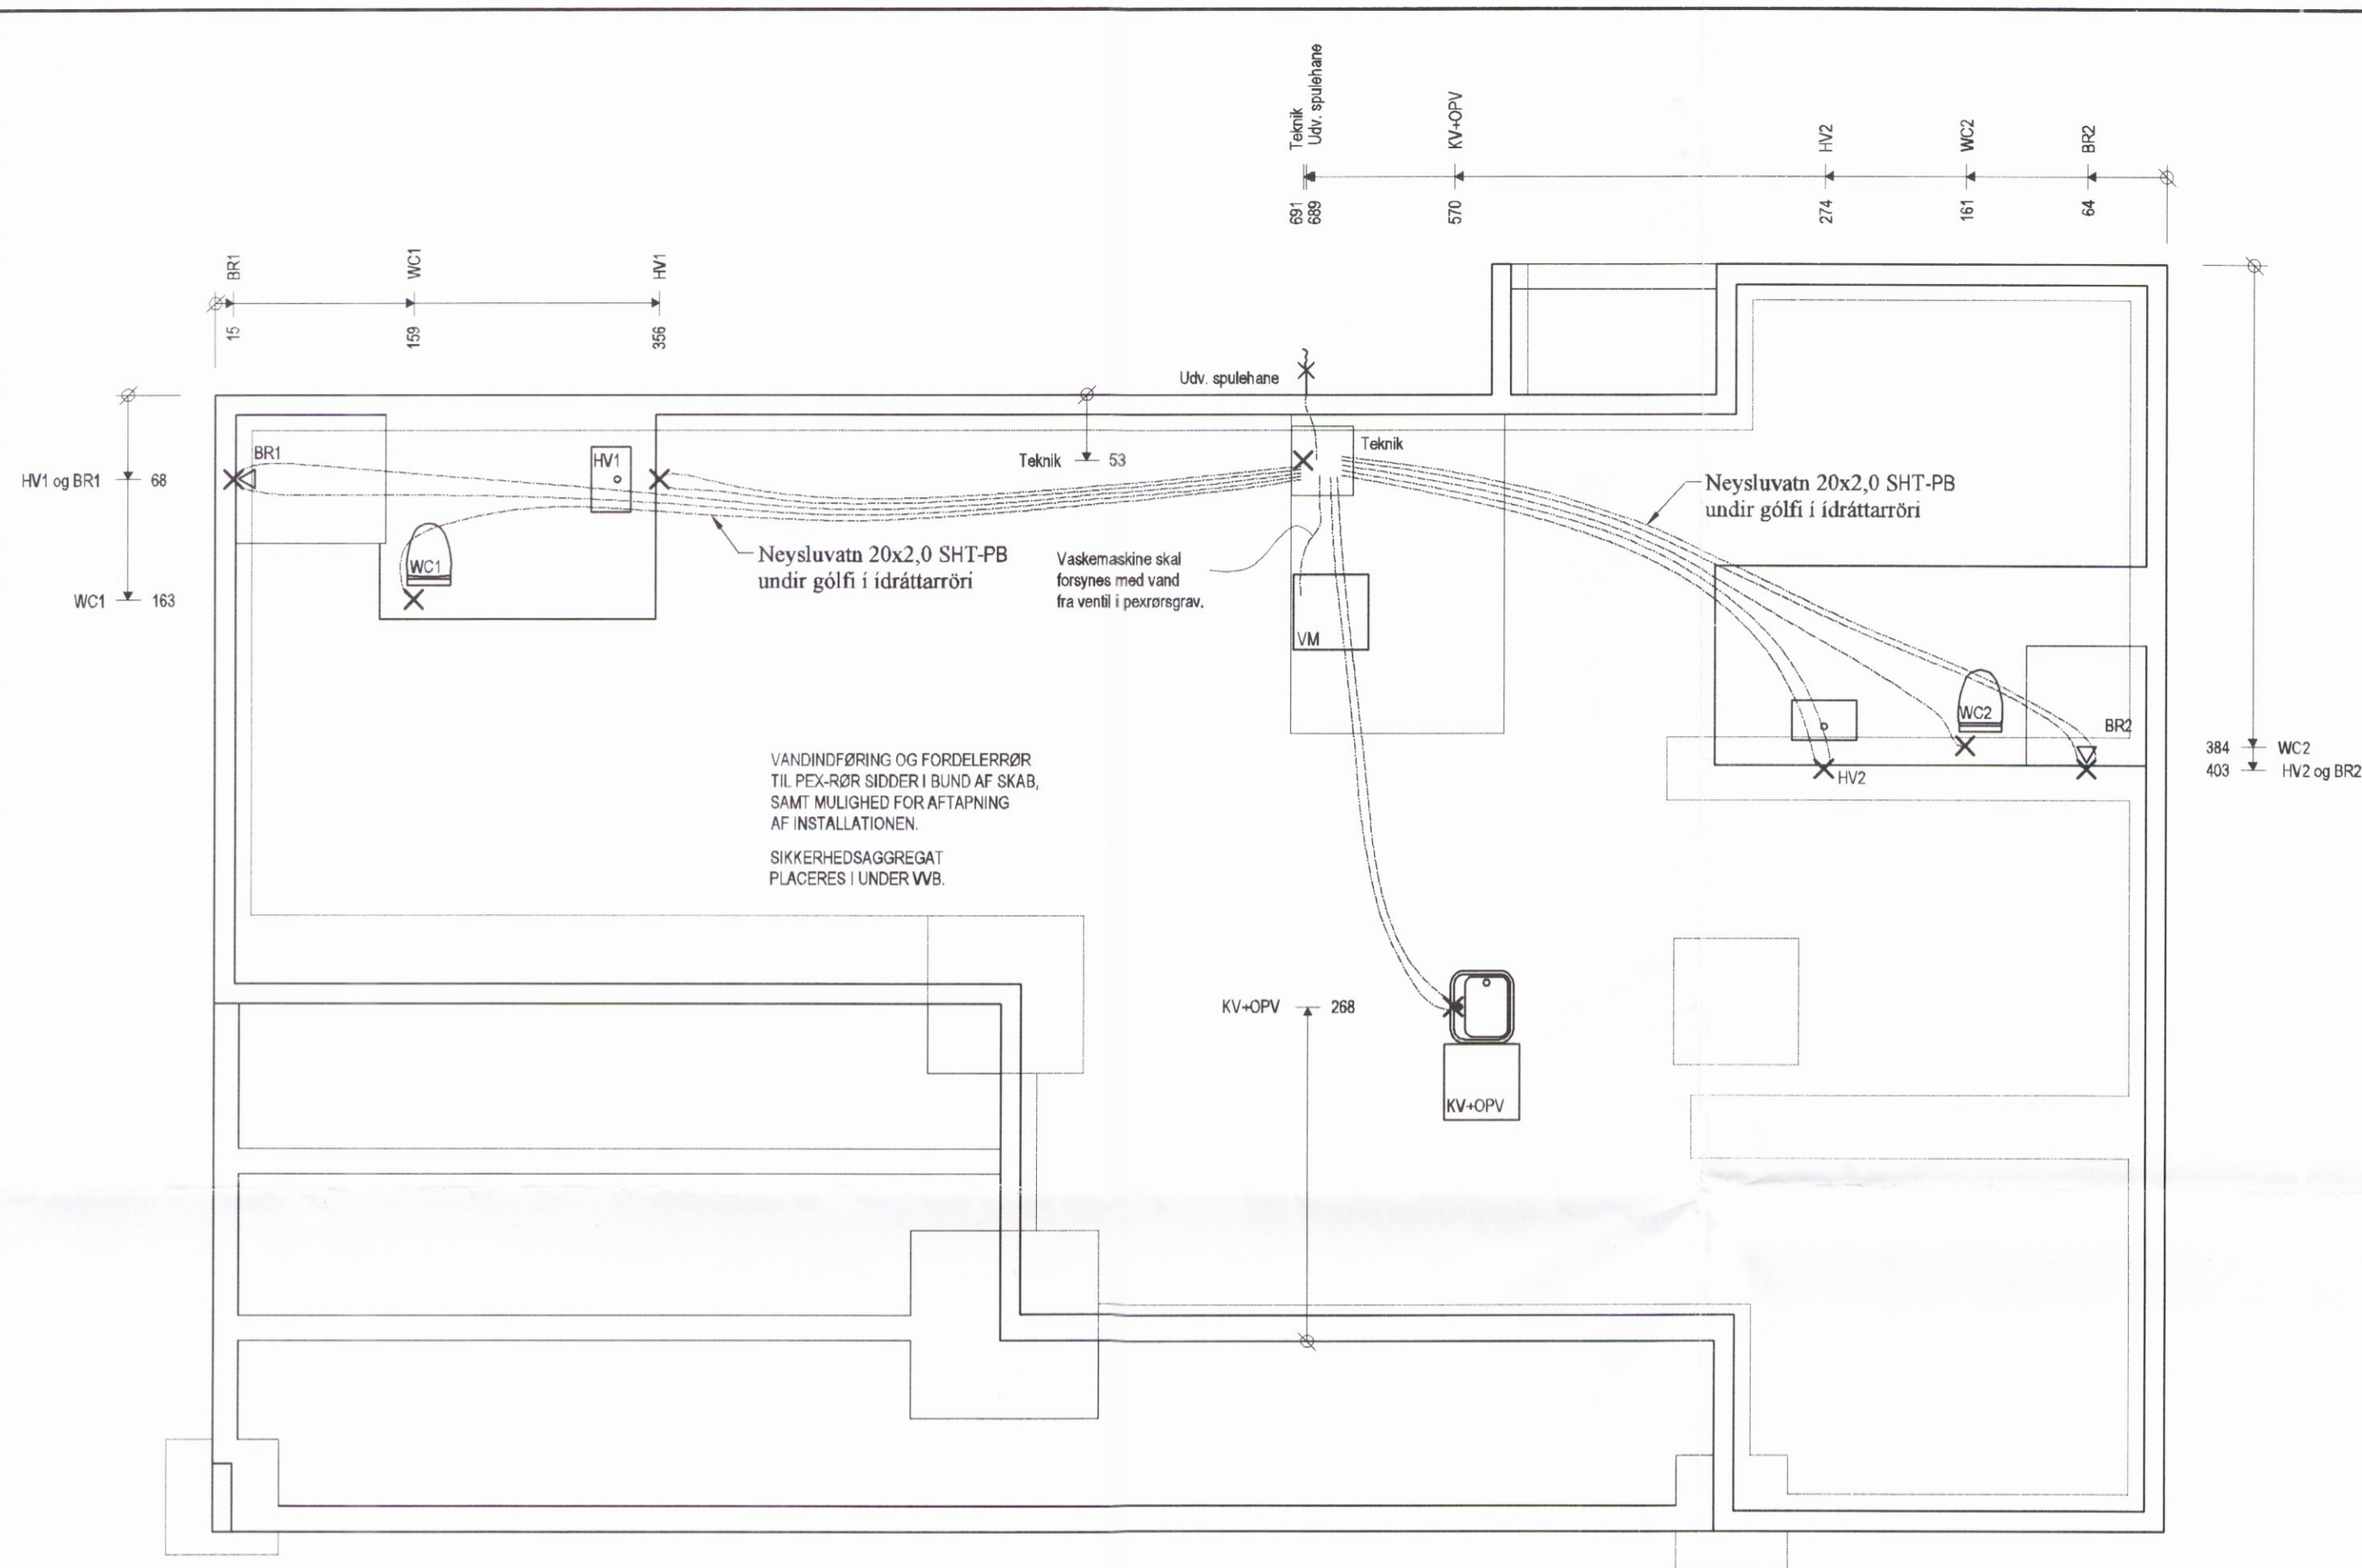 Teknik
Udv. spulehane
KV+OPV
HV2
WC2
BR2
691
689
570
274
161
64
BR1
WC1
HV1
15
159
356
Udv. spulehane
Teknik
Teknik 53
BR1
HV1
HV1 og BR1 68
WC1
WC1 163
Neysluvatn 20x2,0 SHT-PB
undir gólfi í ídráttarröri
Neysluvatn 20x2,0 SHT-PB
undir gólfi í ídráttarröri
Vaskemaskine skal
forsynes med vand
fra ventil i pexrørsgrav.
VM
WC2
BR2
HV2
384 WC2
403 HV2 og BR2
VANDINDFØRING OG FORDELERRØR
TIL PEX-RØR SIDDER I BUND AF SKAB,
SAMT MULIGHED FOR AFTAPNING
AF INSTALLATIONEN.
SIKKERHEDSAGGREGAT
PLACERES I UNDER VVB.
KV+OPV 268
KV+OPV